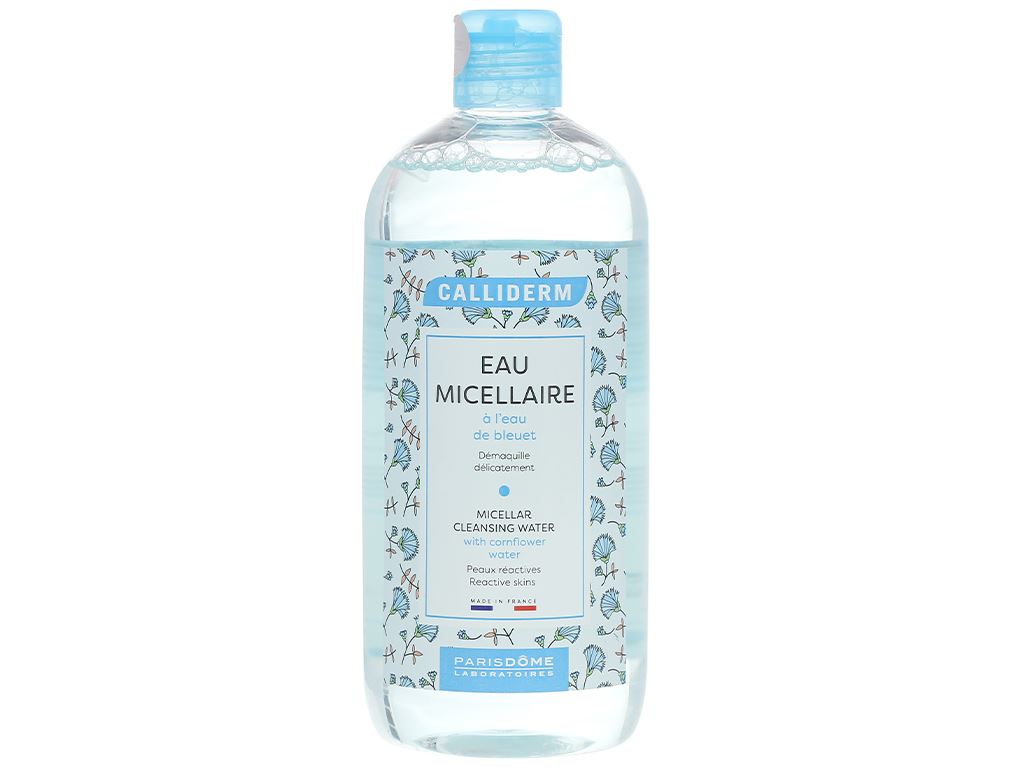 CALLIDERM
EAU
MICELLAIRE
à l'eau
de bleuet
Démaquille
délicatement
MICELLAR
CLEANSING WATER
with cornflower
water
Peaux réactives
Reactive skins
MADE IN FRANCE
PARISDÔME
LABORATOIRES